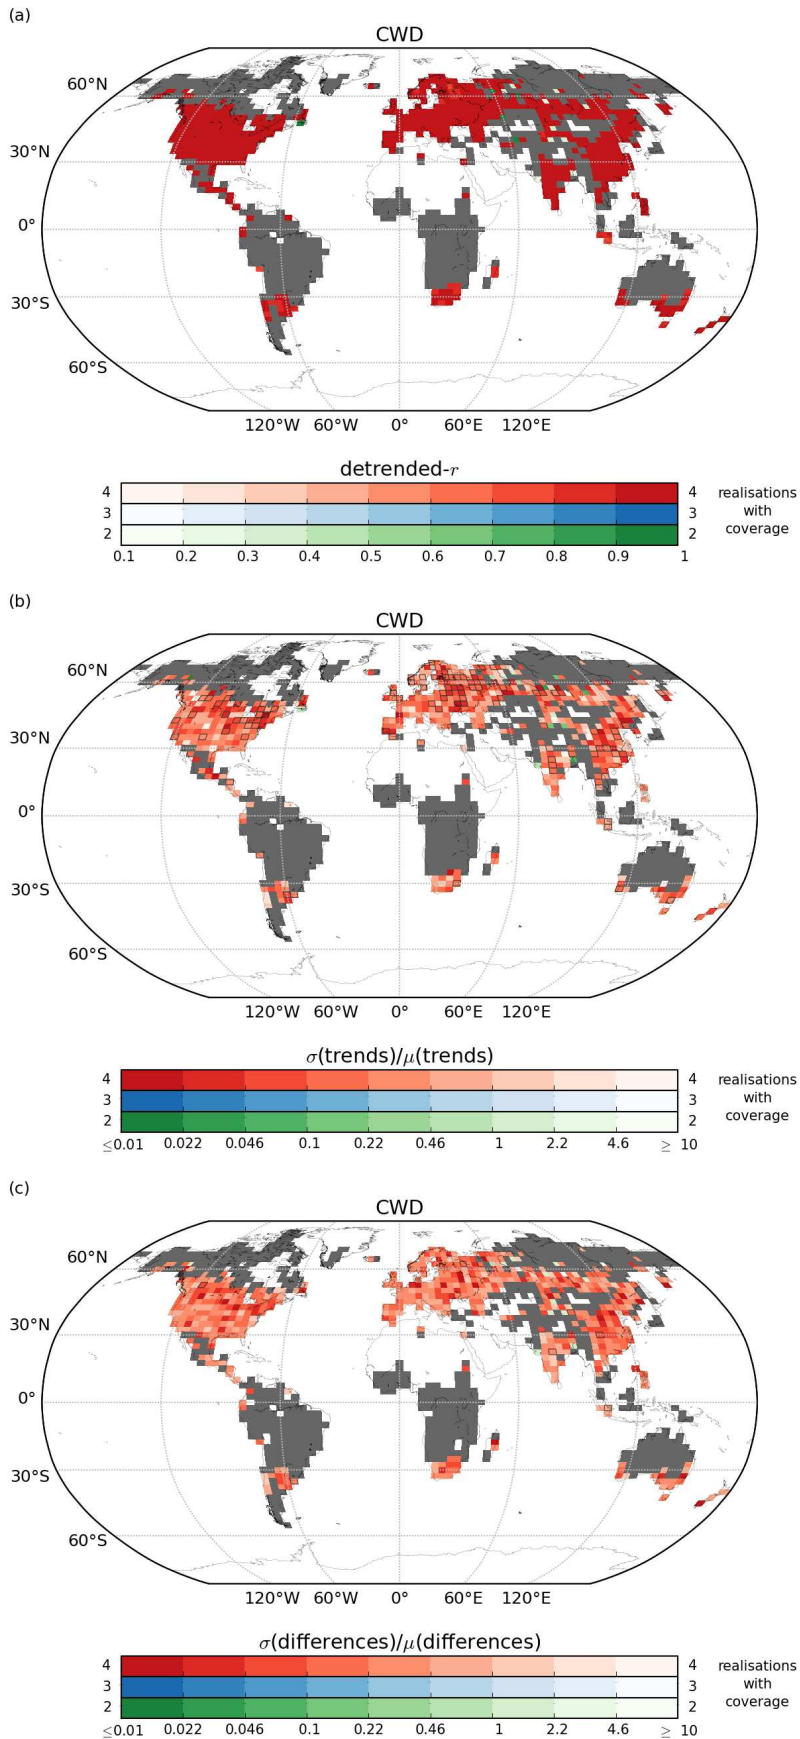 (a)
CWD
60°N
30°N
0°
30°S
60°S
120°W 60°W 0° 60°E 120°E
detrended-r
4 4 realisations
3 3 with
2 2 coverage
0.1 0.2 0.3 0.4 0.5 0.6 0.7 0.8 0.9 1
(b)
CWD
60°N
30°N
0°
30°S
60°S
120°W 60°W 0° 60°E 120°E
σ(trends)/μ(trends)
4 4 realisations
3 3 with
2 2 coverage
≤0.01 0.022 0.046 0.1 0.22 0.46 1 2.2 4.6 ≥ 10
(c)
CWD
60°N
30°N
0°
30°S
60°S
120°W 60°W 0° 60°E 120°E
σ(differences)/μ(differences)
4 4 realisations
3 3 with
2 2 coverage
≤0.01 0.022 0.046 0.1 0.22 0.46 1 2.2 4.6 ≥ 10